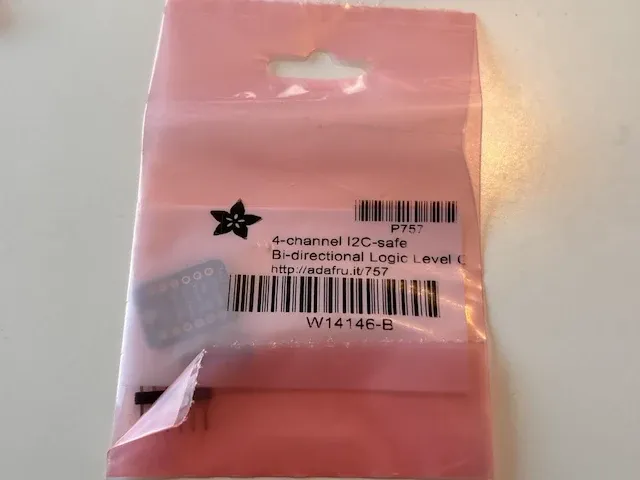 P757
4-channel I2C-safe
Bi-directional Logic Level C
http://adafru.it/757
W14146-B